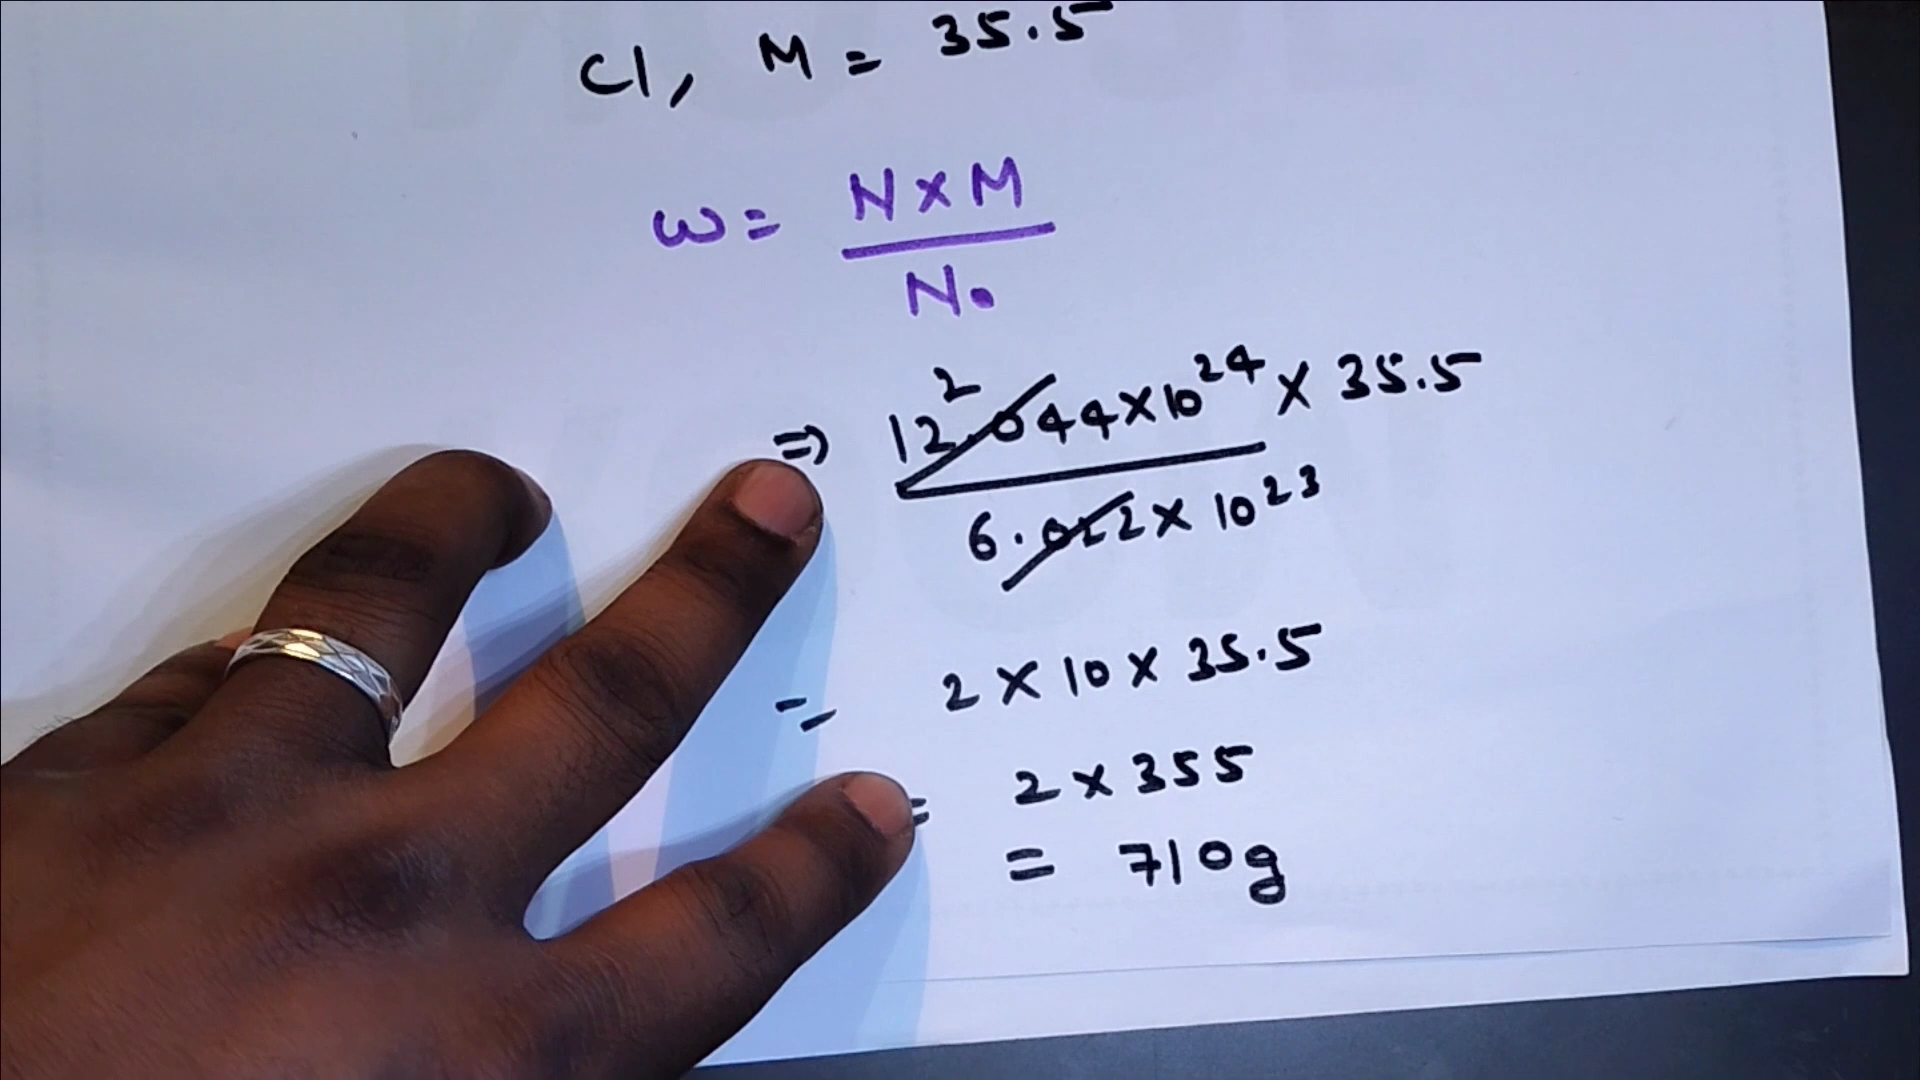 Cl, M = 35.5
w = N × M
N₀
⇒ 12.044 × 10²⁴ × 35.5
2
6.022 × 10²³
= 2 × 10 × 35.5
= 2 × 355
= 710g